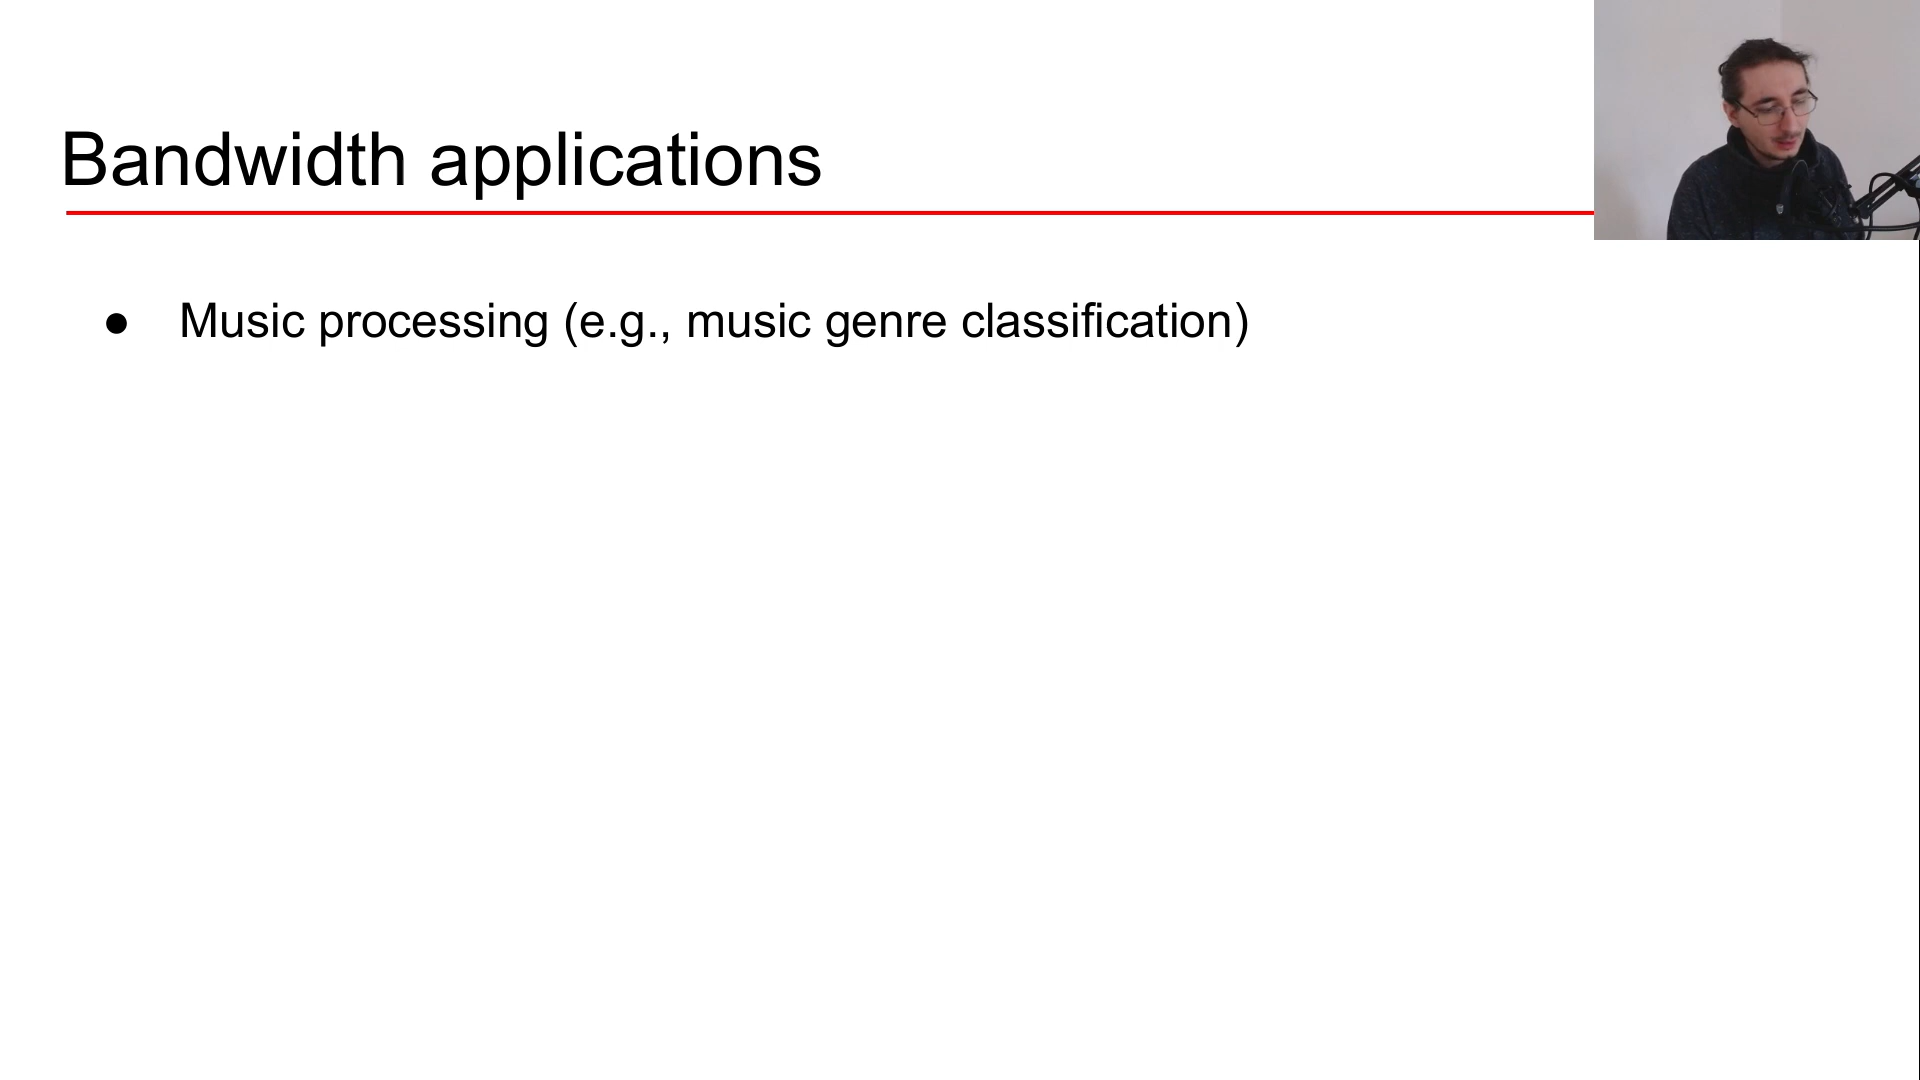 Bandwidth applications
● Music processing (e.g., music genre classification)